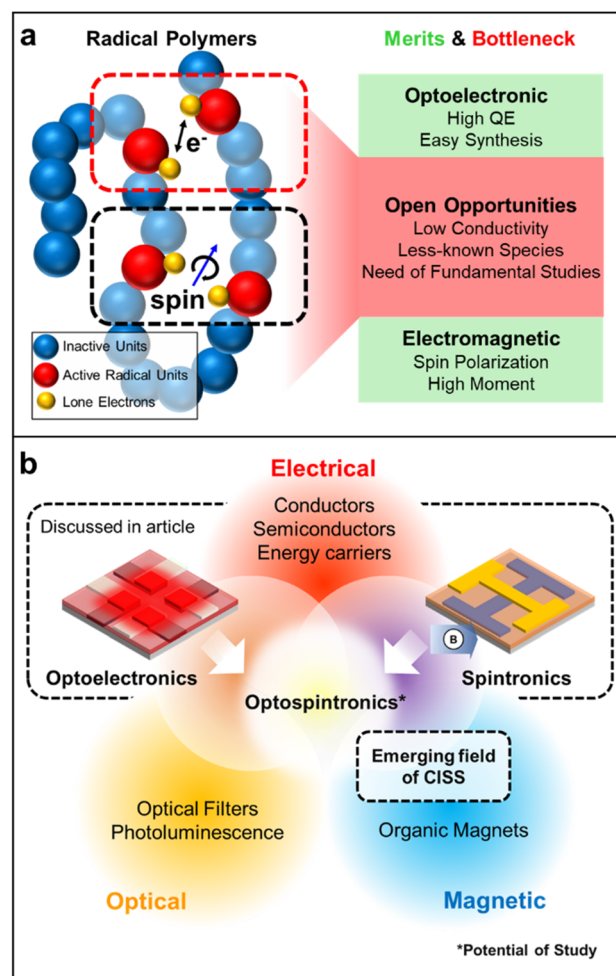 a
Radical Polymers
Merits & Bottleneck
e-
spin
Inactive Units
Active Radical Units
Lone Electrons
Optoelectronic
High QE
Easy Synthesis
Open Opportunities
Low Conductivity
Less-known Species
Need of Fundamental Studies
Electromagnetic
Spin Polarization
High Moment
b
Electrical
Conductors
Semiconductors
Energy carriers
Discussed in article
Optoelectronics
B
Spintronics
Optospintronics*
Emerging field
of CISS
Optical Filters
Photoluminescence
Organic Magnets
Optical
Magnetic
*Potential of Study